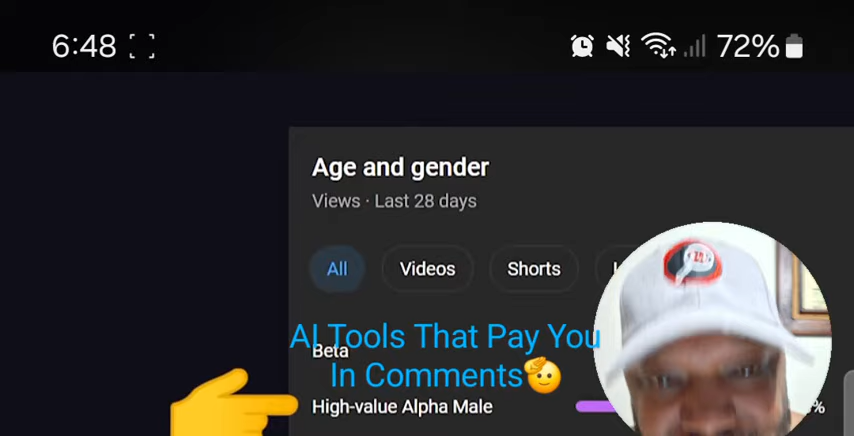 6:48 72%
Age and gender
Views · Last 28 days
All Videos Shorts
AI Tools That Pay You
Beta
In Comments
High-value Alpha Male %